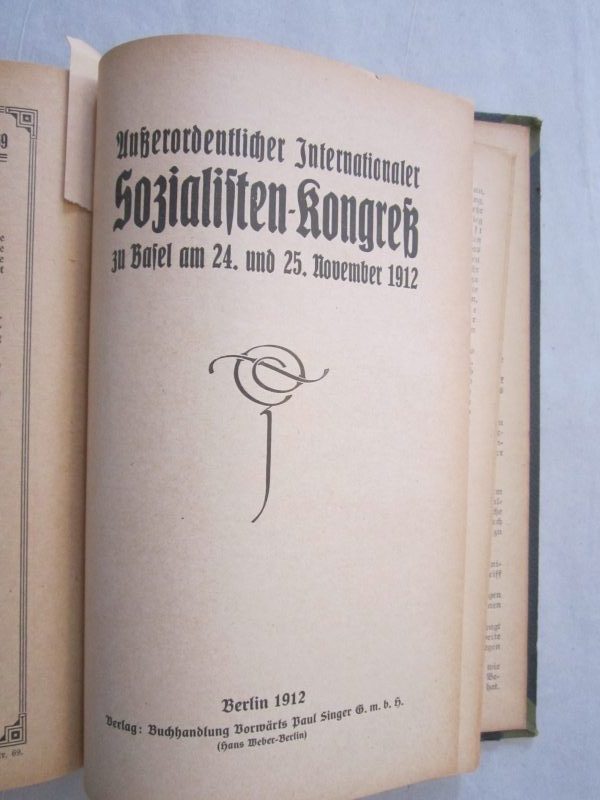 Außerordentlicher Internationaler
Sozialisten-Kongreß
zu Basel am 24. und 25. November 1912
Berlin 1912
Verlag: Buchhandlung Vorwärts Paul Singer G. m. b. H.
(Hans Weber-Berlin)